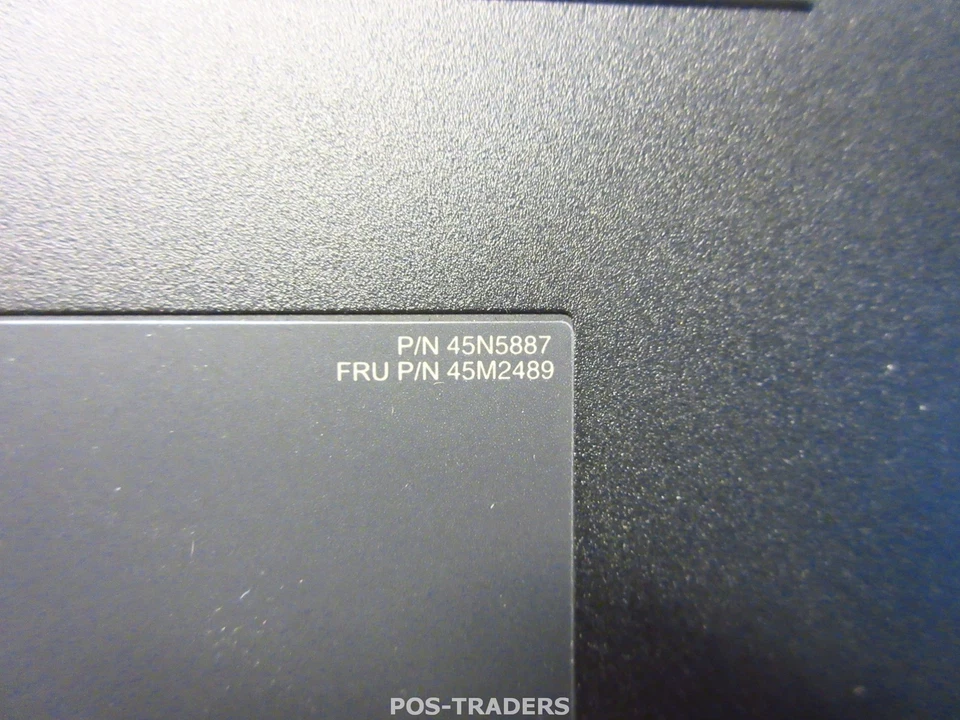 P/N 45N5887
FRU P/N 45M2489
POS-TRADERS